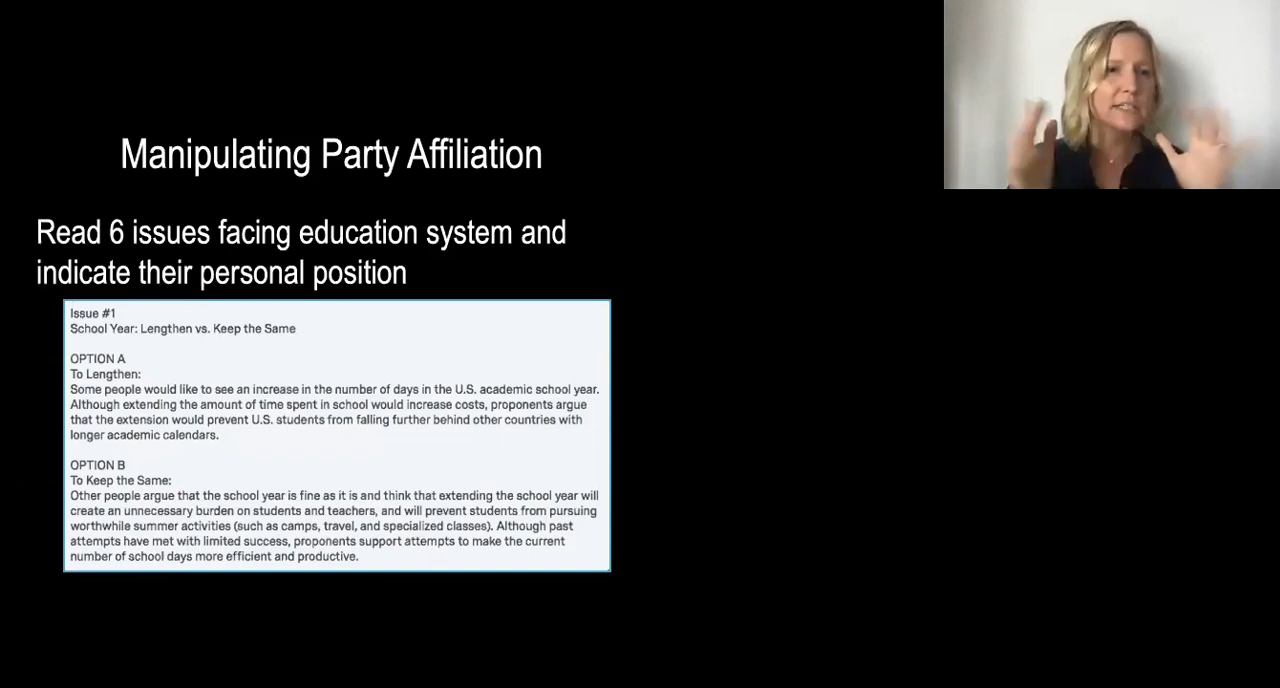 Manipulating Party Affiliation
Read 6 issues facing education system and
indicate their personal position
Issue #1
School Year: Lengthen vs. Keep the Same
OPTION A
To Lengthen:
Some people would like to see an increase in the number of days in the U.S. academic school year.
Although extending the amount of time spent in school would increase costs, proponents argue
that the extension would prevent U.S. students from falling further behind other countries with
longer academic calendars.
OPTION B
To Keep the Same:
Other people argue that the school year is fine as it is and think that extending the school year will
create an unnecessary burden on students and teachers, and will prevent students from pursuing
worthwhile summer activities (such as camps, travel, and specialized classes). Although past
attempts have met with limited success, proponents support attempts to make the current
number of school days more efficient and productive.